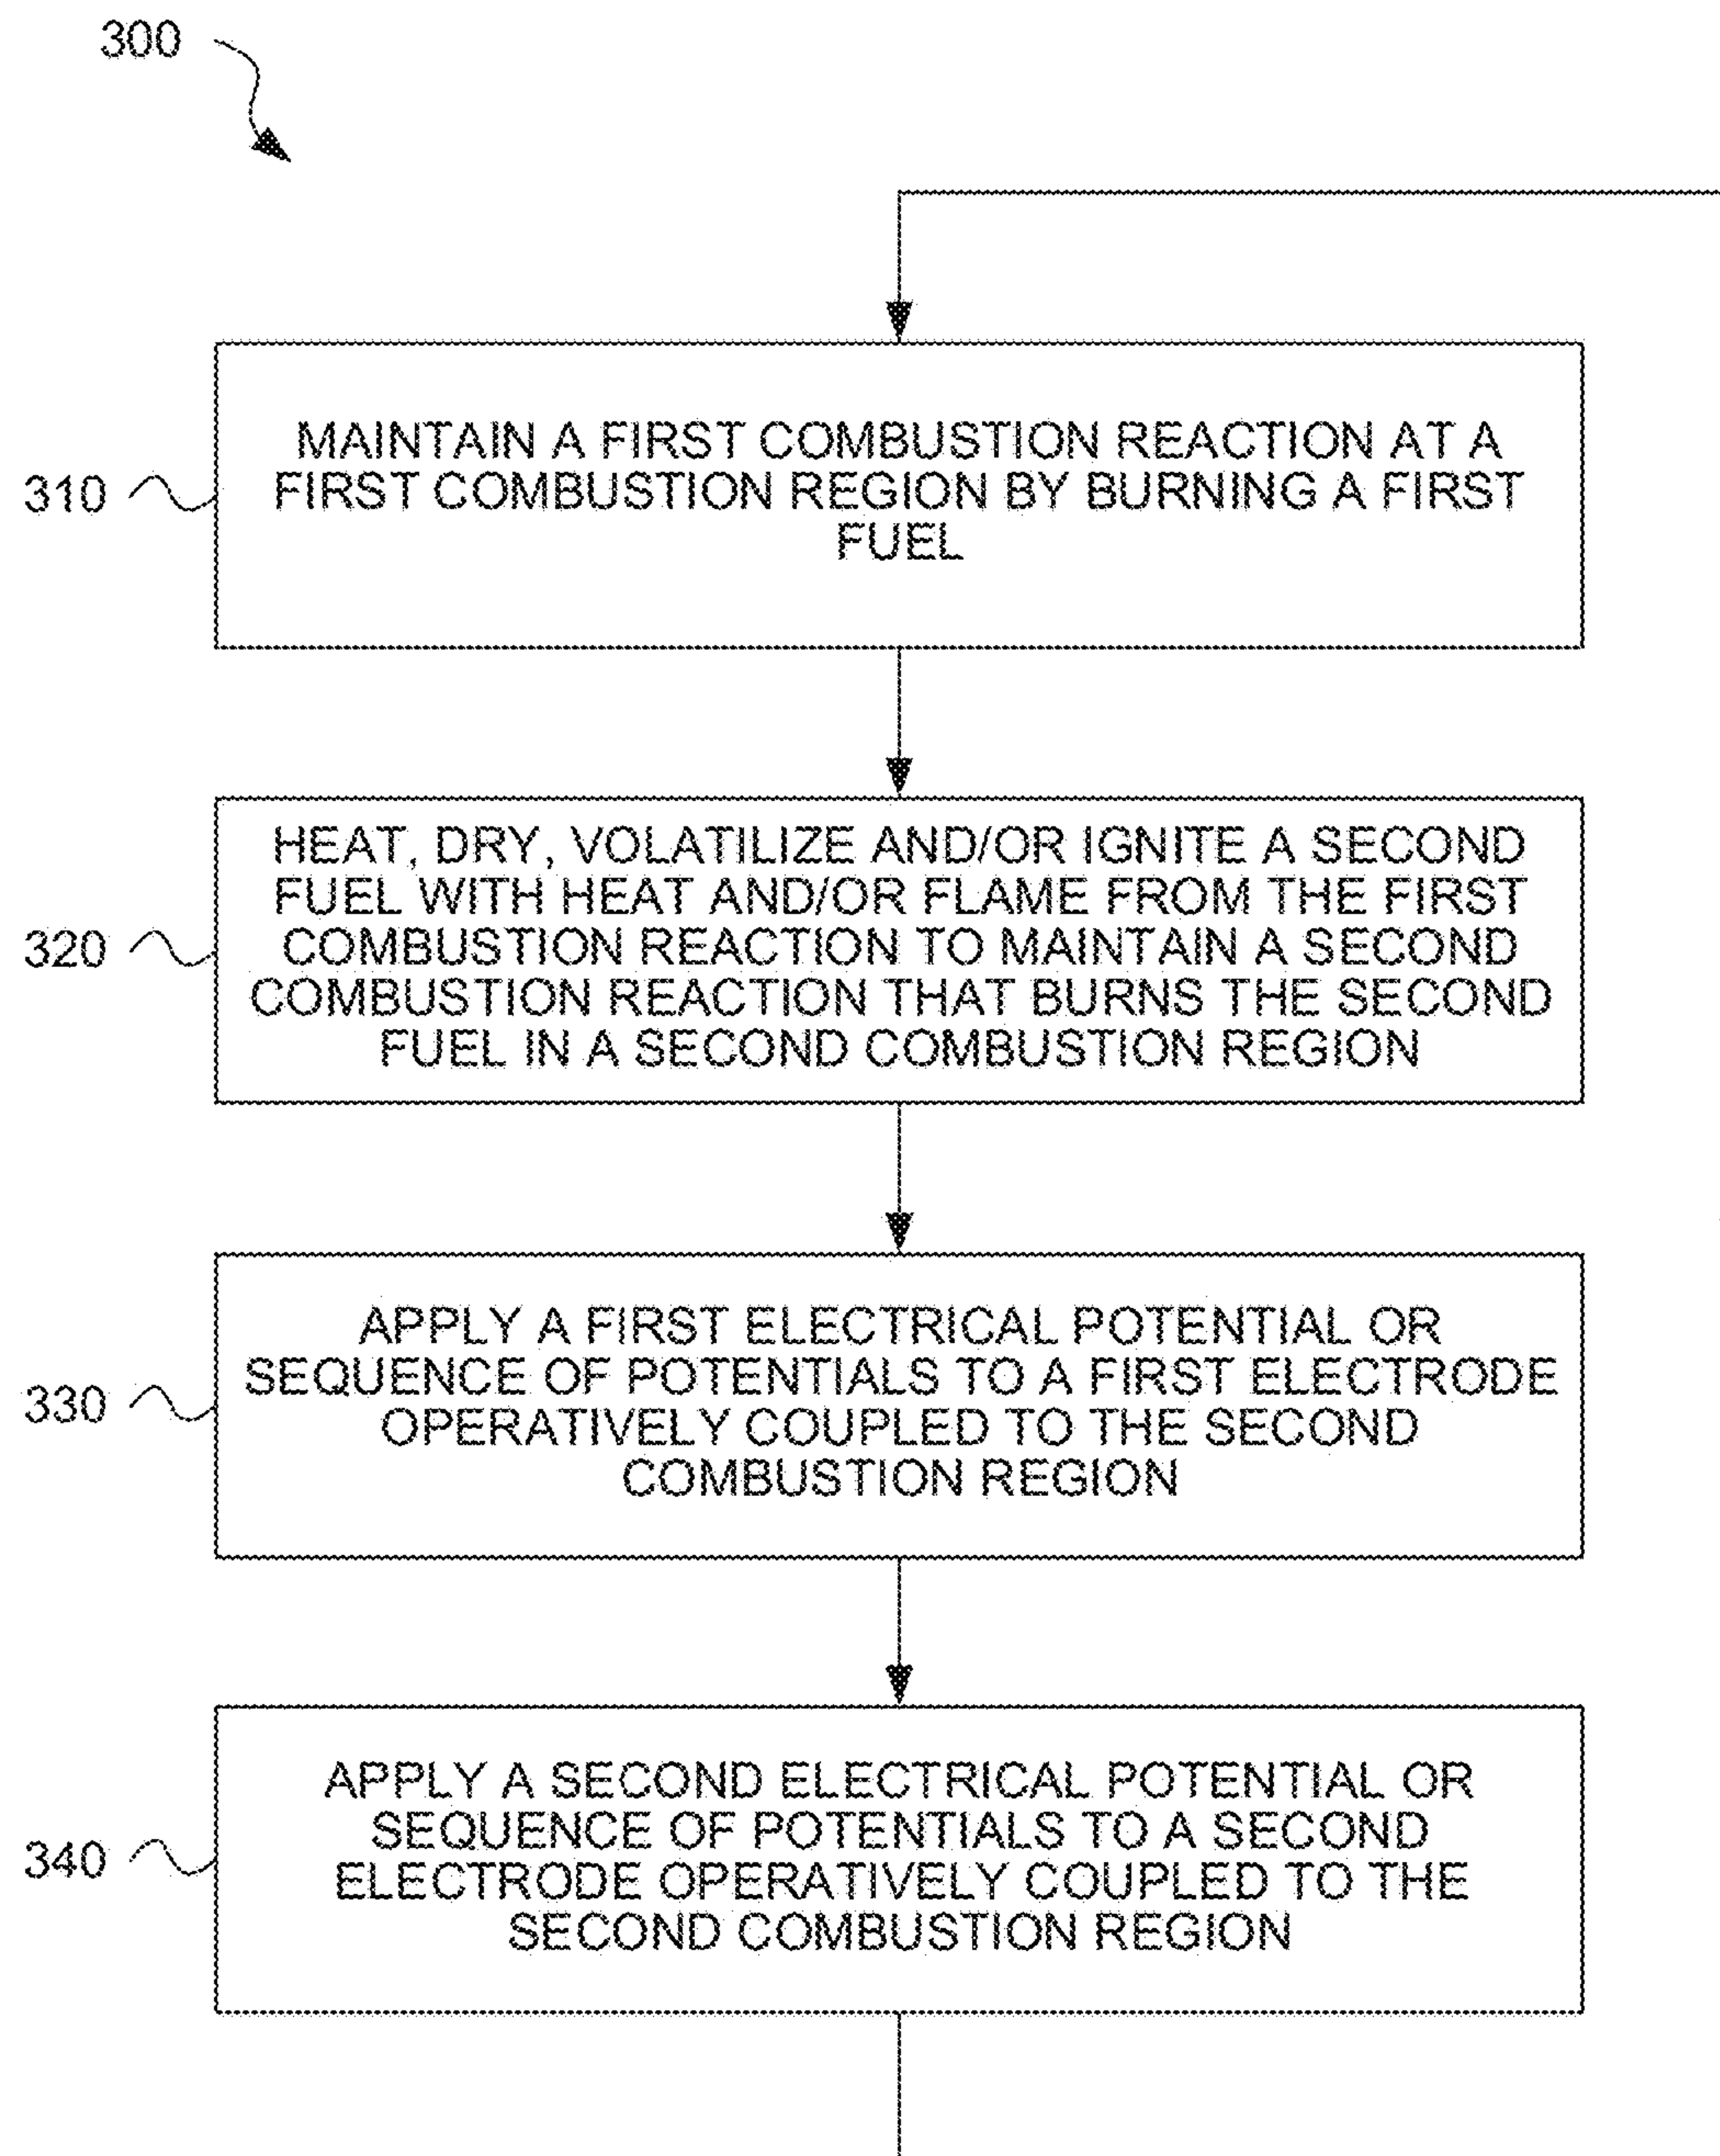 300
310
MAINTAIN A FIRST COMBUSTION REACTION AT A
FIRST COMBUSTION REGION BY BURNING A FIRST
FUEL
320
HEAT, DRY, VOLATILIZE AND/OR IGNITE A SECOND
FUEL WITH HEAT AND/OR FLAME FROM THE FIRST
COMBUSTION REACTION TO MAINTAIN A SECOND
COMBUSTION REACTION THAT BURNS THE SECOND
FUEL IN A SECOND COMBUSTION REGION
330
APPLY A FIRST ELECTRICAL POTENTIAL OR
SEQUENCE OF POTENTIALS TO A FIRST ELECTRODE
OPERATIVELY COUPLED TO THE SECOND
COMBUSTION REGION
340
APPLY A SECOND ELECTRICAL POTENTIAL OR
SEQUENCE OF POTENTIALS TO A SECOND
ELECTRODE OPERATIVELY COUPLED TO THE
SECOND COMBUSTION REGION